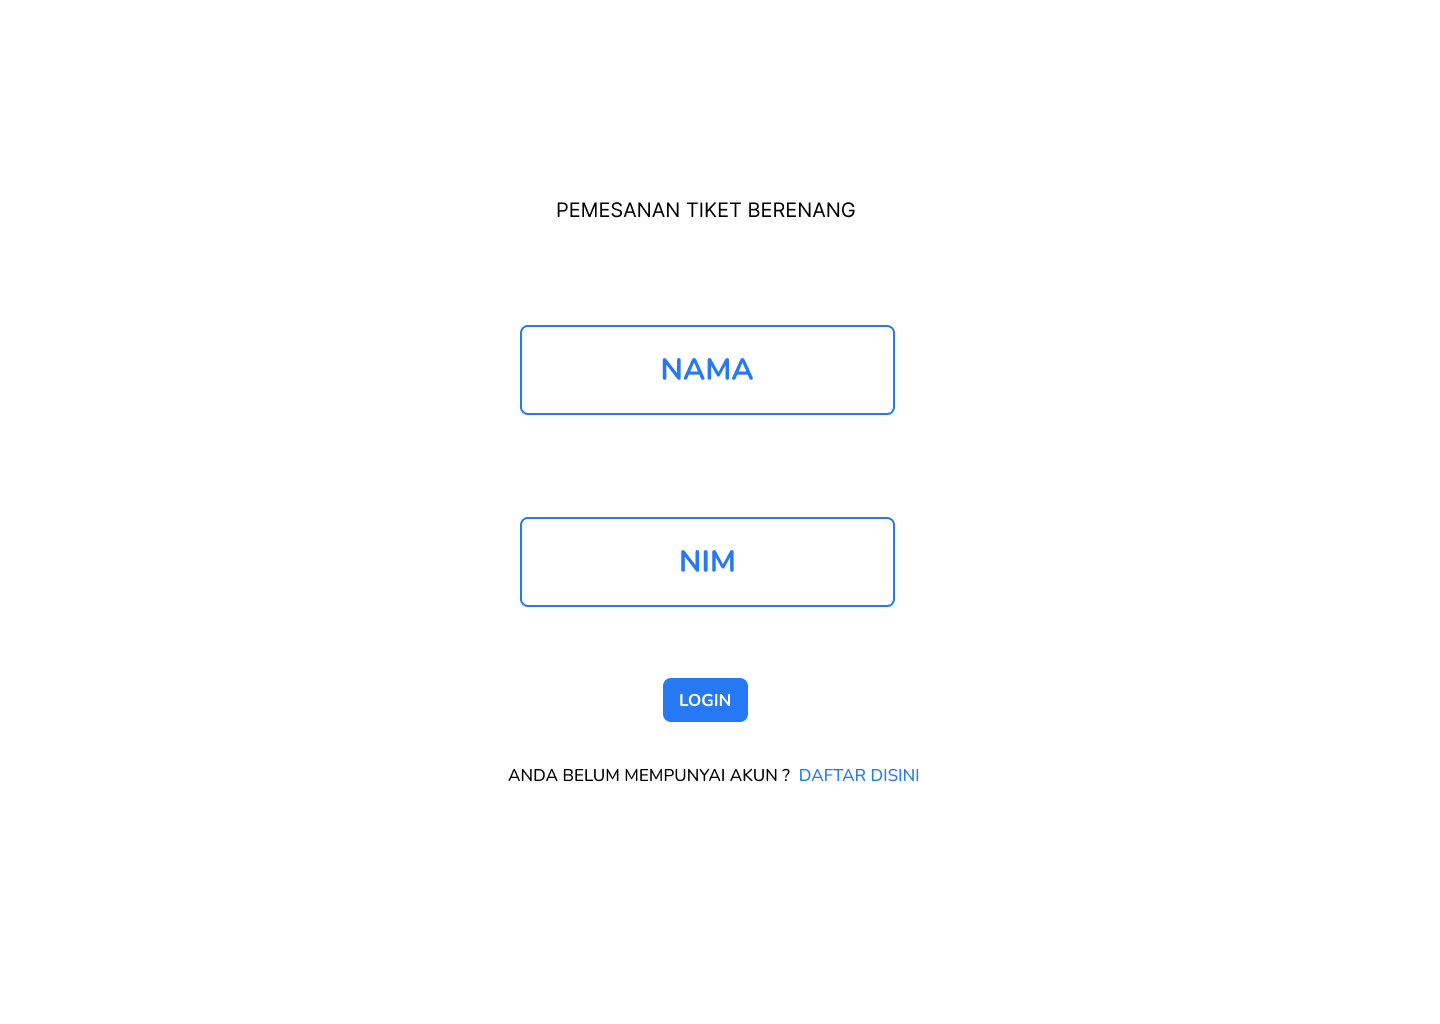 PEMESANAN TIKET BERENANG
NAMA
NIM
LOGIN
ANDA BELUM MEMPUNYAI AKUN ? DAFTAR DISINI